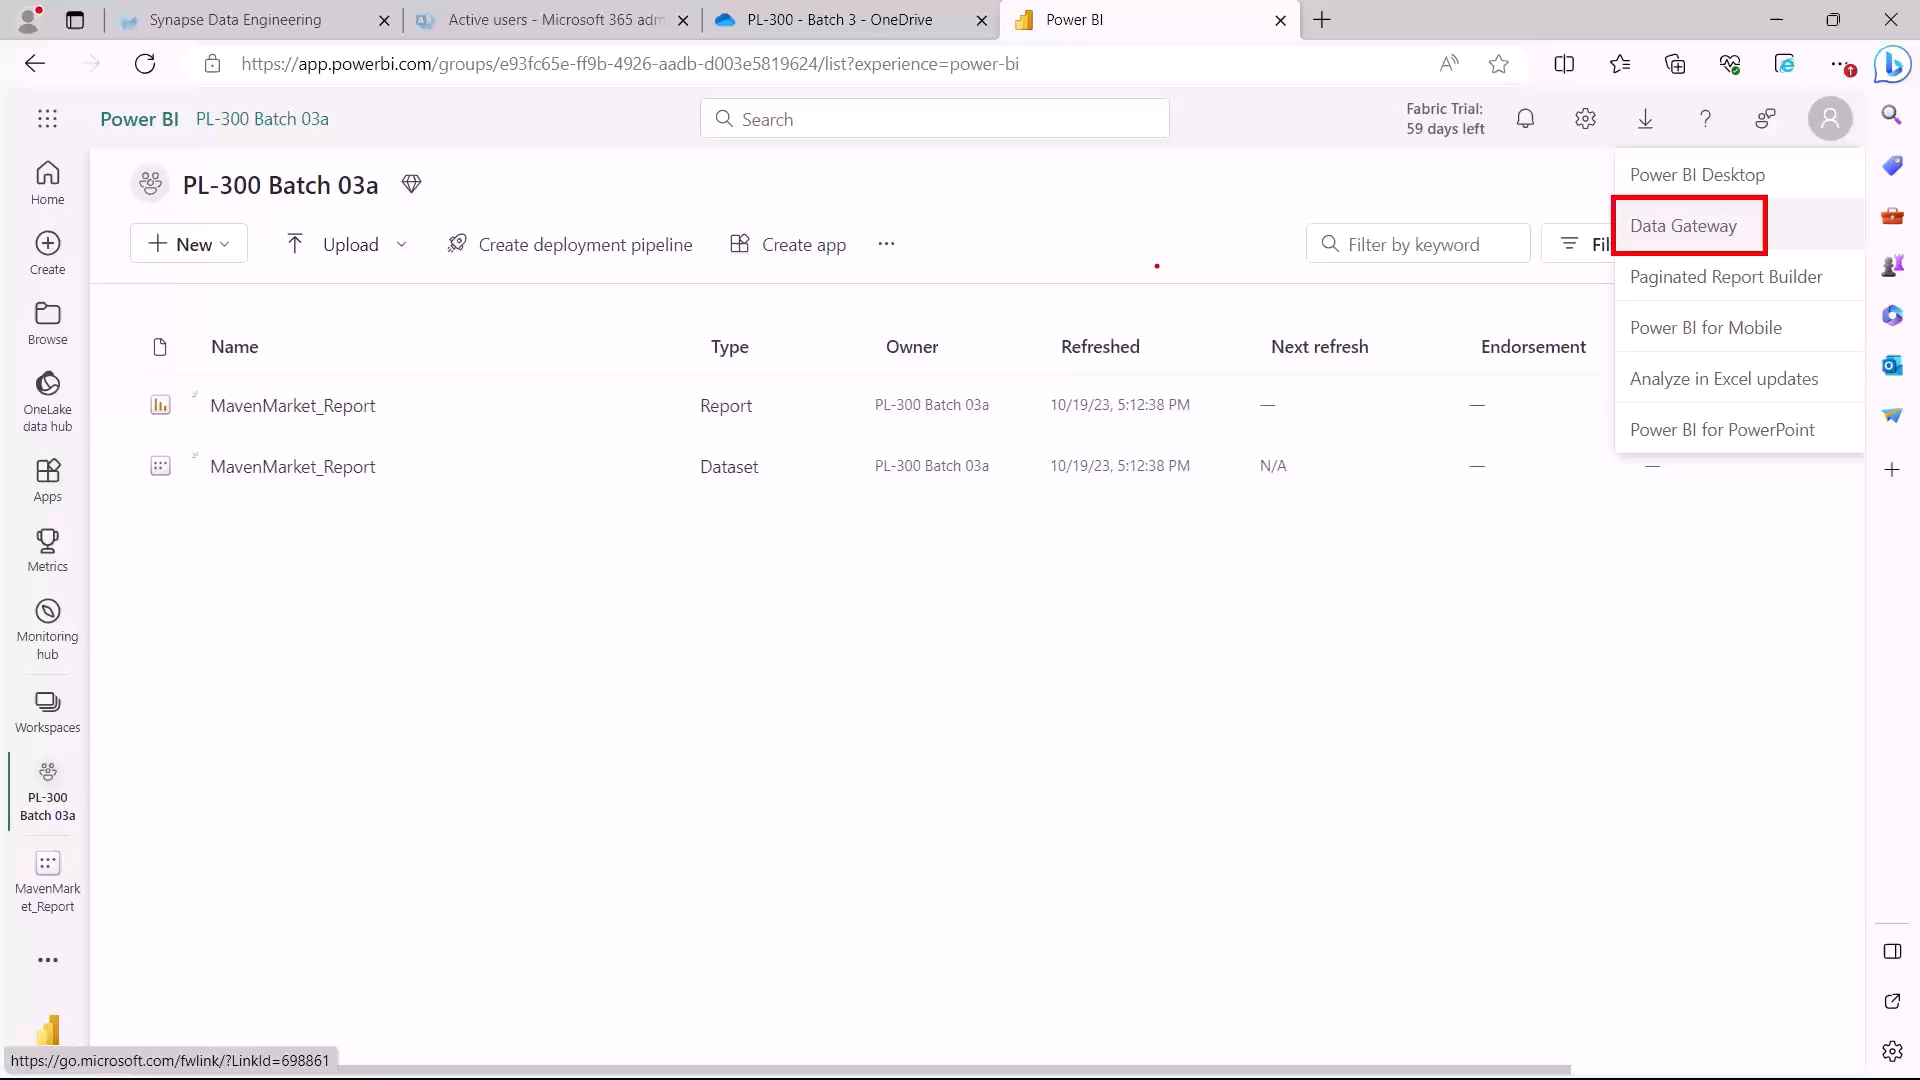 Synapse Data Engineering
Active users - Microsoft 365 adm
PL-300 - Batch 3 - OneDrive
Power BI
https://app.powerbi.com/groups/e93fc65e-ff9b-4926-aadb-d003e5819624/list?experience=power-bi
Power BI PL-300 Batch 03a
Search
Fabric Trial:
59 days left
Power BI Desktop
Data Gateway
Paginated Report Builder
Power BI for Mobile
Analyze in Excel updates
Power BI for PowerPoint
Home
Create
Browse
OneLake
data hub
Apps
Metrics
Monitoring
hub
Workspaces
PL-300
Batch 03a
MavenMark
et_Report
PL-300 Batch 03a
New
Upload
Create deployment pipeline
Create app
Filter by keyword
Fil
Name Type Owner Refreshed Next refresh Endorsement
MavenMarket_Report Report PL-300 Batch 03a 10/19/23, 5:12:38 PM — —
MavenMarket_Report Dataset PL-300 Batch 03a 10/19/23, 5:12:38 PM N/A — —
https://go.microsoft.com/fwlink/?LinkId=698861